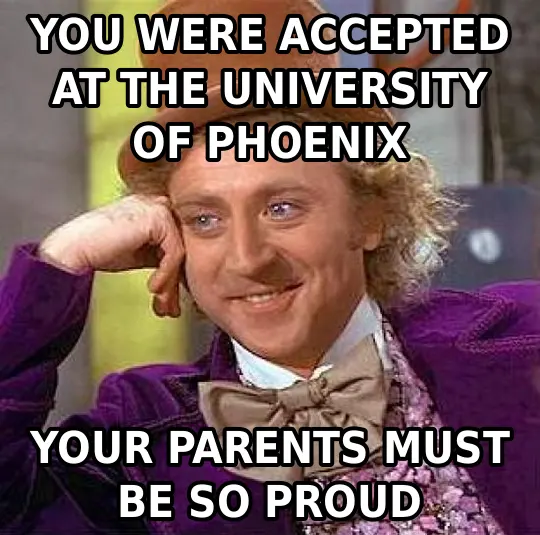 YOU WERE ACCEPTED
AT THE UNIVERSITY
OF PHOENIX
YOUR PARENTS MUST
BE SO PROUD